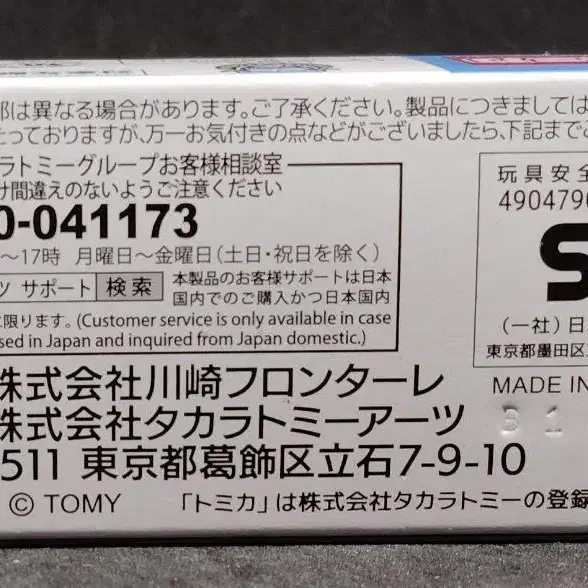 部は異なる場合があります。ご了承ください。製品につきましては
たっておりますが、万一お気付きの点などがございましたら、下記までご
ラトミーグループお客様相談室
け間違えのないようご注意ください
0-041173
～17時 月曜日～金曜日(土日・祝日を除く)
ツ サポート 検索
本製品のお客様サポートは日本
国内でのご購入かつ日本国内
に限ります。(Customer service is only available in case
sed in Japan and inquired from Japan domestic.)
株式会社川崎フロンターレ
株式会社タカラトミーアーツ
511 東京都葛飾区立石7-9-10
© TOMY 「トミカ」は株式会社タカラトミーの登録
玩具安全
490479
S
(一社)日
東京都墨田区
MADE IN